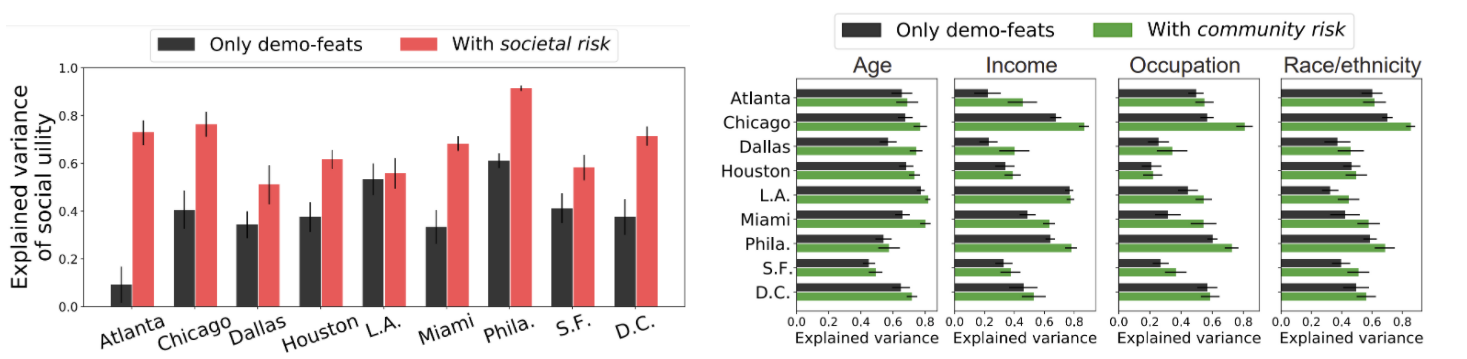 Only demo-feats
With societal risk
Explained variance
of social uility
1.0
0.8
0.6
0.4
0.2
0.0
Atlanta
Chicago
Dallas
Houston
L.A.
Miami
Phila.
S.F.
D.C.
Only demo-feats
With community risk
Age
Income
Occupation
Race/ethnicity
Atlanta
Chicago
Dallas
Houston
L.A.
Miami
Phila.
S.F.
D.C.
0.0 0.2 0.4 0.6 0.8
0.0 0.2 0.4 0.6 0.8
0.0 0.2 0.4 0.6 0.8
0.0 0.2 0.4 0.6 0.8
Explained variance
Explained variance
Explained variance
Explained variance